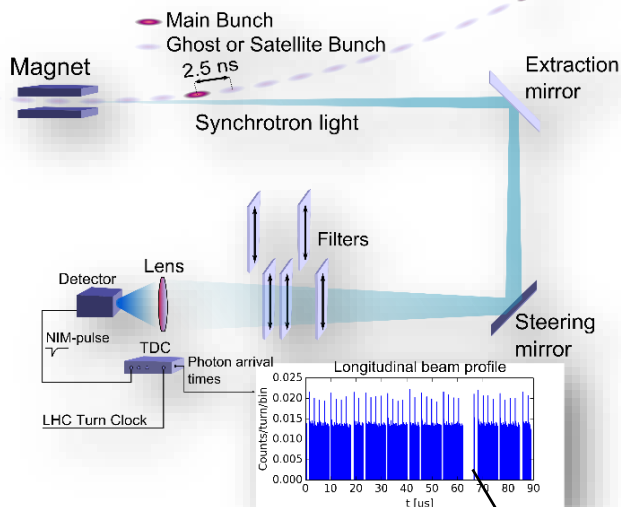 Main Bunch
Ghost or Satellite Bunch
2.5 ns
Magnet
Synchrotron light
Extraction
mirror
Filters
Lens
Detector
Steering
mirror
NIM-pulse
TDC
Photon arrival
times
LHC Turn Clock
Longitudinal beam profile
Counts/turn/bin
0.025
0.020
0.015
0.010
0.005
0.000
0 10 20 30 40 50 60 70 80 90
t [us]